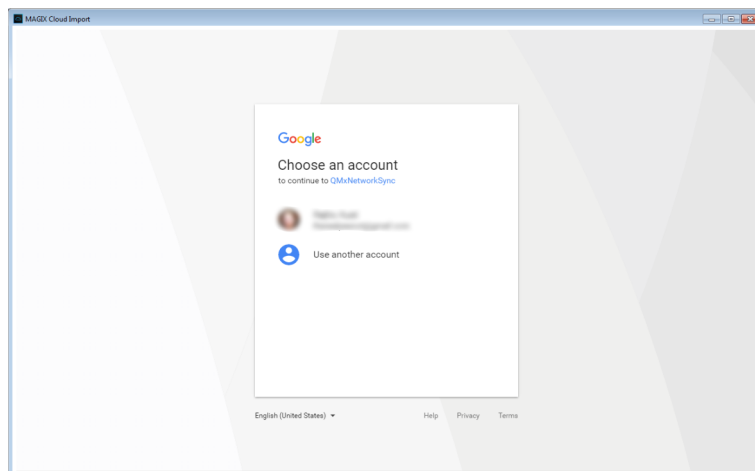 MAGIX Cloud Import
Google
Choose an account
to continue to QMxNetworkSync
Use another account
English (United States)
Help Privacy Terms